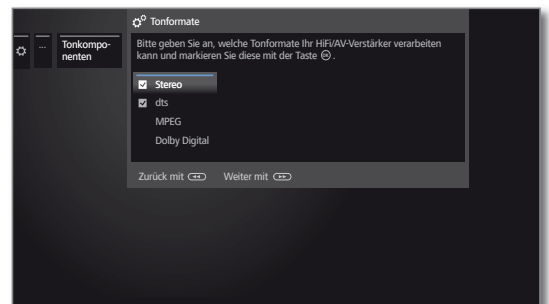 Tonformate
...
Tonkompo-
nenten
Bitte geben Sie an, welche Tonformate Ihr HiFi/AV-Verstärker verarbeiten
kann und markieren Sie diese mit der Taste OK.
Stereo
dts
MPEG
Dolby Digital
Zurück mit Weiter mit